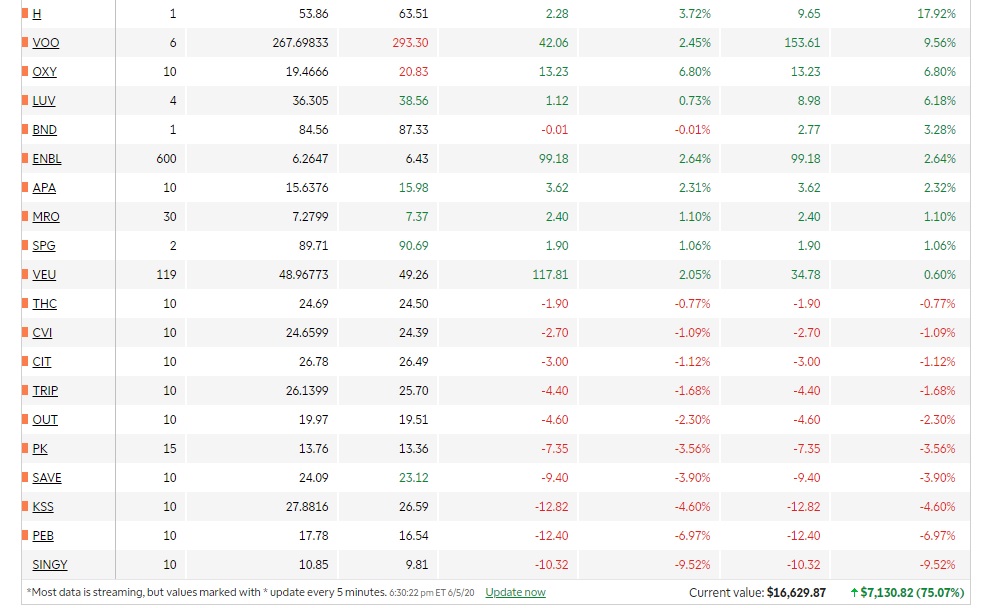 H 1 53.86 63.51 2.28 3.72% 9.65 17.92%
VOO 6 267.69833 293.30 42.06 2.45% 153.61 9.56%
OXY 10 19.4666 20.83 13.23 6.80% 13.23 6.80%
LUV 4 36.305 38.56 1.12 0.73% 8.98 6.18%
BND 1 84.56 87.33 -0.01 -0.01% 2.77 3.28%
ENBL 600 6.2647 6.43 99.18 2.64% 99.18 2.64%
APA 10 15.6376 15.98 3.62 2.31% 3.62 2.32%
MRO 30 7.2799 7.37 2.40 1.10% 2.40 1.10%
SPG 2 89.71 90.69 1.90 1.06% 1.90 1.06%
VEU 119 48.96773 49.26 117.81 2.05% 34.78 0.60%
THC 10 24.69 24.50 -1.90 -0.77% -1.90 -0.77%
CVI 10 24.6599 24.39 -2.70 -1.09% -2.70 -1.09%
CIT 10 26.78 26.49 -3.00 -1.12% -3.00 -1.12%
TRIP 10 26.1399 25.70 -4.40 -1.68% -4.40 -1.68%
OUT 10 19.97 19.51 -4.60 -2.30% -4.60 -2.30%
PK 15 13.76 13.36 -7.35 -3.56% -7.35 -3.56%
SAVE 10 24.09 23.12 -9.40 -3.90% -9.40 -3.90%
KSS 10 27.8816 26.59 -12.82 -4.60% -12.82 -4.60%
PEB 10 17.78 16.54 -12.40 -6.97% -12.40 -6.97%
SINGY 10 10.85 9.81 -10.32 -9.52% -10.32 -9.52%
*Most data is streaming, but values marked with * update every 5 minutes. 6:30:22 pm ET 6/5/20 Update now Current value: $16,629.87 ↑$7,130.82 (75.07%)